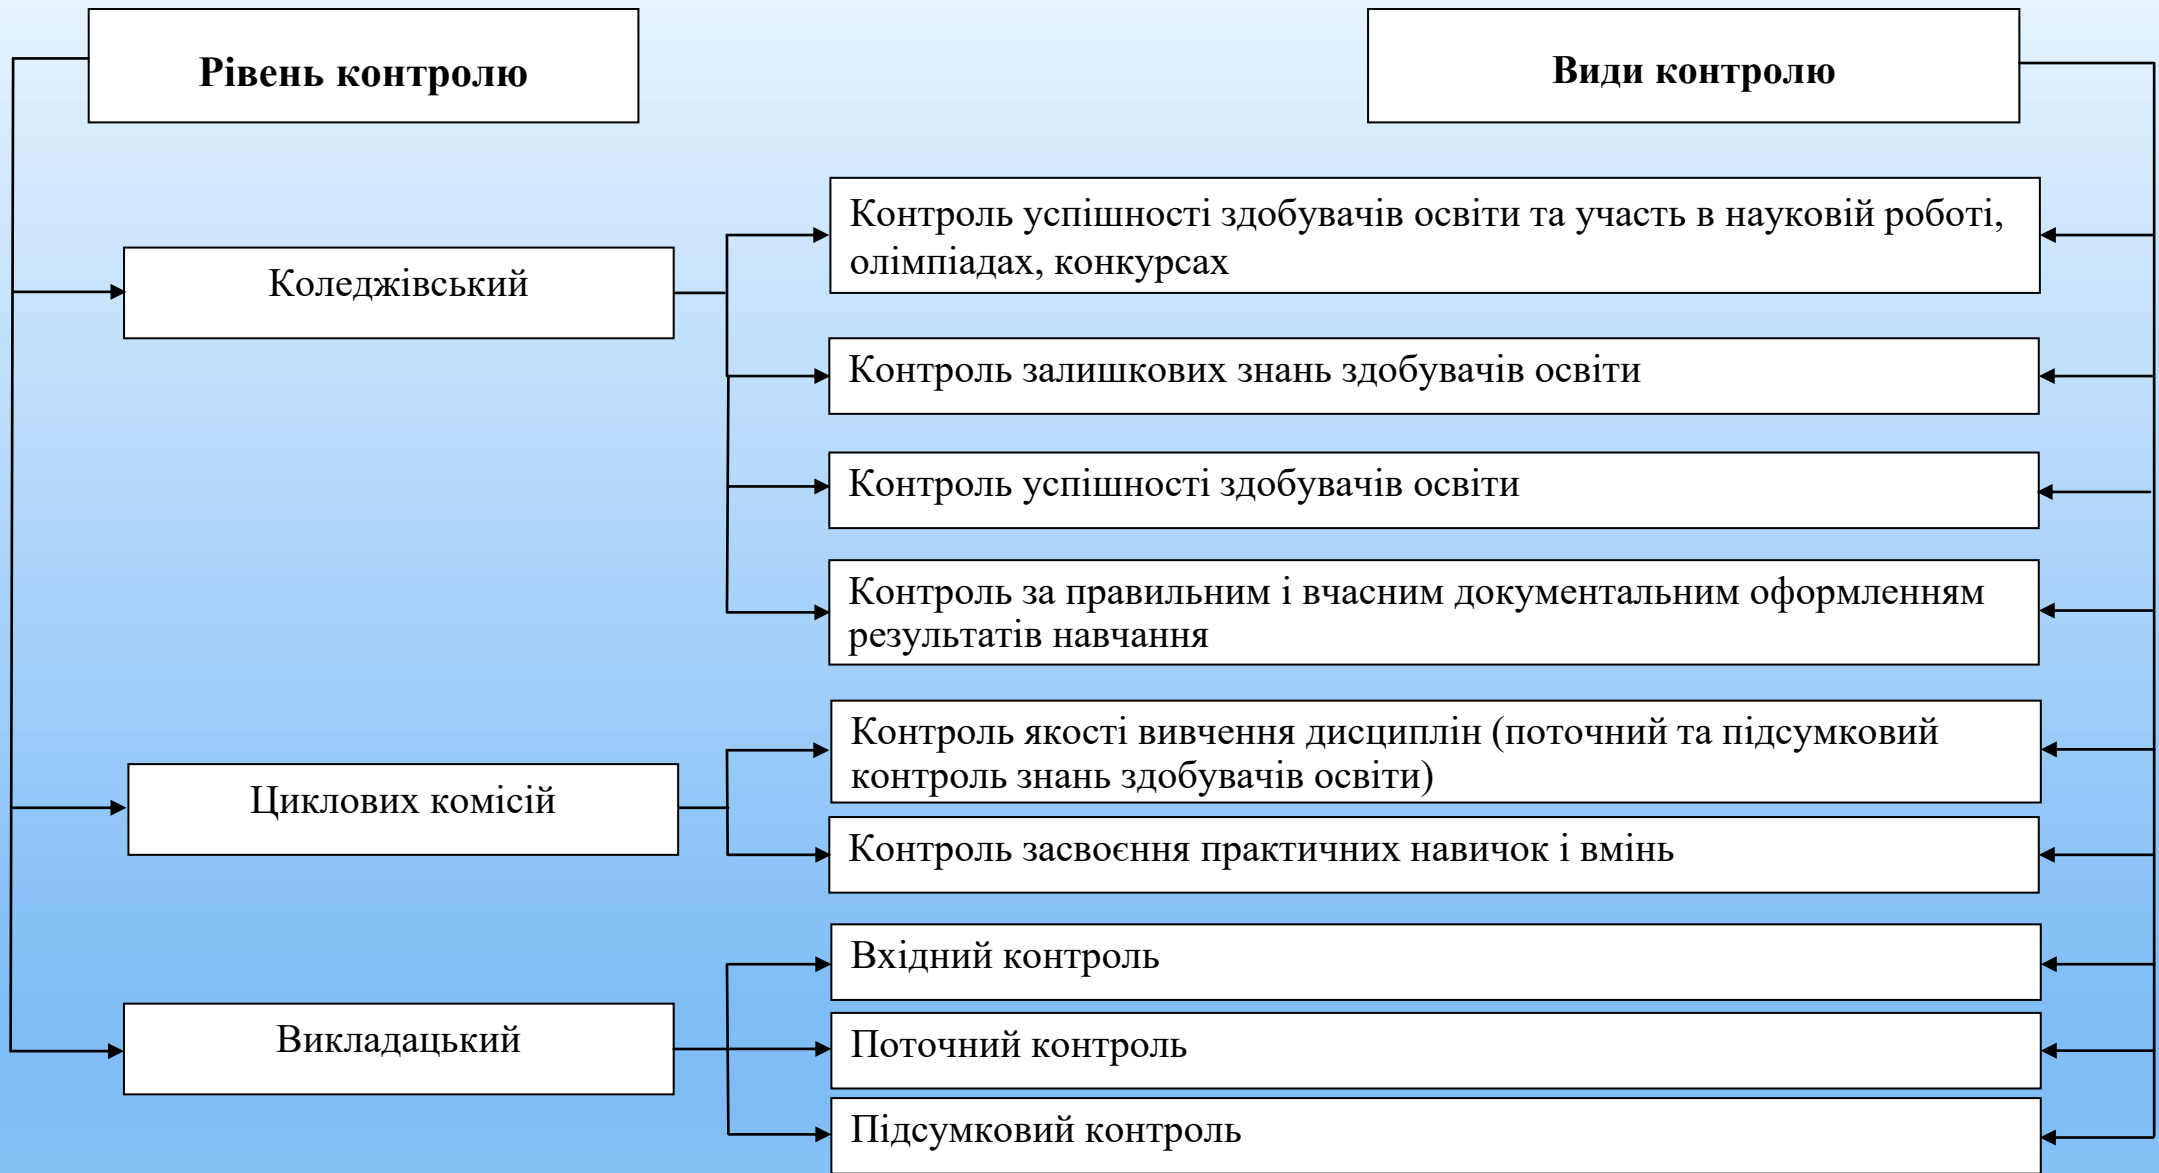 Рівень контролю
Види контролю
Коледжівський
Контроль успішності здобувачів освіти та участь в науковій роботі,
олімпіадах, конкурсах
Контроль залишкових знань здобувачів освіти
Контроль успішності здобувачів освіти
Контроль за правильним і вчасним документальним оформленням
результатів навчання
Циклових комісій
Контроль якості вивчення дисциплін (поточний та підсумковий
контроль знань здобувачів освіти)
Контроль засвоєння практичних навичок і вмінь
Викладацький
Вхідний контроль
Поточний контроль
Підсумковий контроль